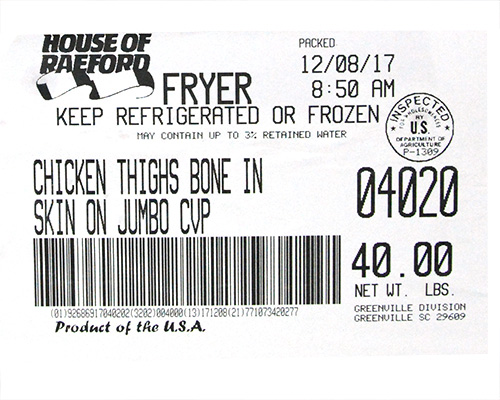 HOUSE OF
RAEFORD
FRYER
PACKED
12/08/17
8:50 AM
KEEP REFRIGERATED OR FROZEN
MAY CONTAIN UP TO 3% RETAINED WATER
INSPECTED
FOR WHOLESOMENESS
BY
U.S.
DEPARTMENT OF
AGRICULTURE
P-1309
CHICKEN THIGHS BONE IN
SKIN ON JUMBO CVP
04020
40.00
NET WT. LBS.
(01)92686917040202(3202)004000(13)171208(21)771073420277
Product of the U.S.A.
GREENVILLE DIVISION
GREENVILLE SC 29609